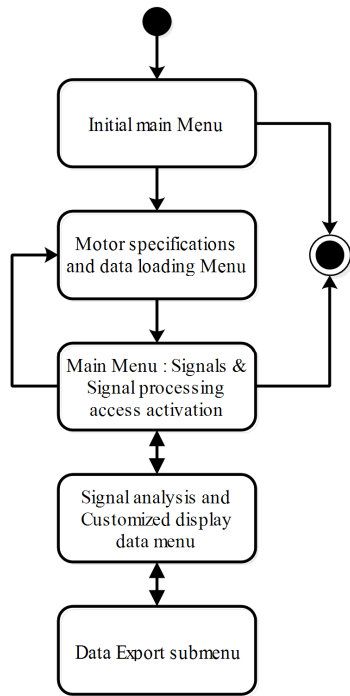 Initial main Menu
Motor specifications
and data loading Menu
Main Menu : Signals &
Signal processing
access activation
Signal analysis and
Customized display
data menu
Data Export submenu